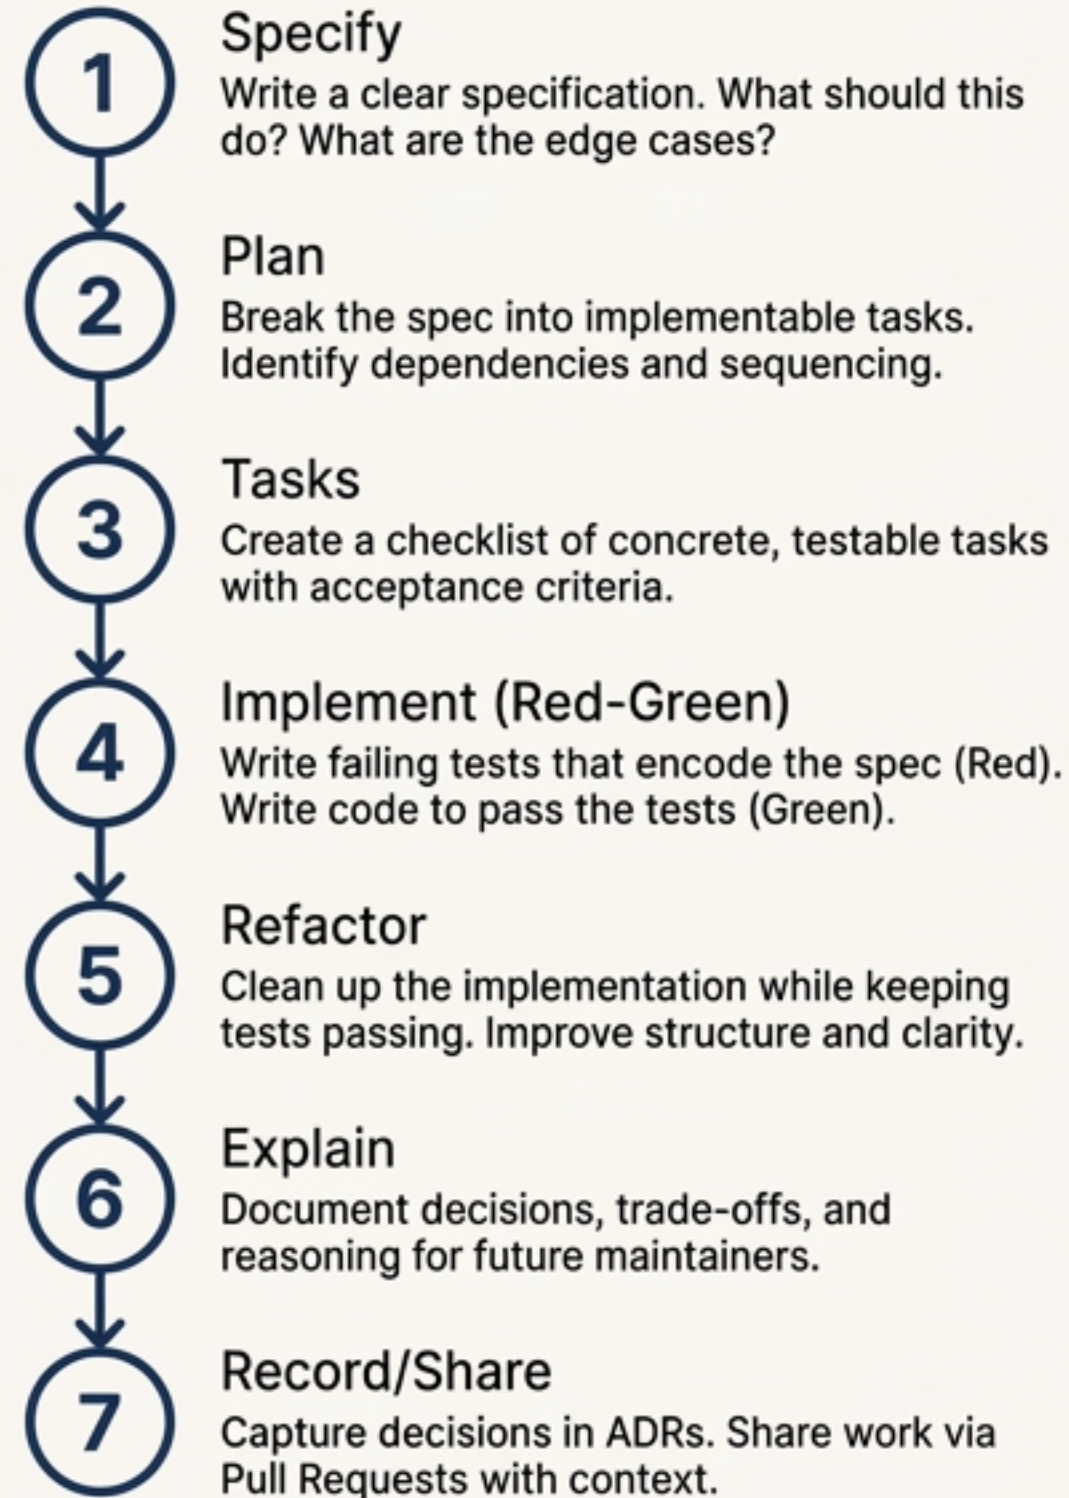 1
Specify
Write a clear specification. What should this
do? What are the edge cases?
2
Plan
Break the spec into implementable tasks.
Identify dependencies and sequencing.
3
Tasks
Create a checklist of concrete, testable tasks
with acceptance criteria.
4
Implement (Red-Green)
Write failing tests that encode the spec (Red).
Write code to pass the tests (Green).
5
Refactor
Clean up the implementation while keeping
tests passing. Improve structure and clarity.
6
Explain
Document decisions, trade-offs, and
reasoning for future maintainers.
7
Record/Share
Capture decisions in ADRs. Share work via
Pull Requests with context.